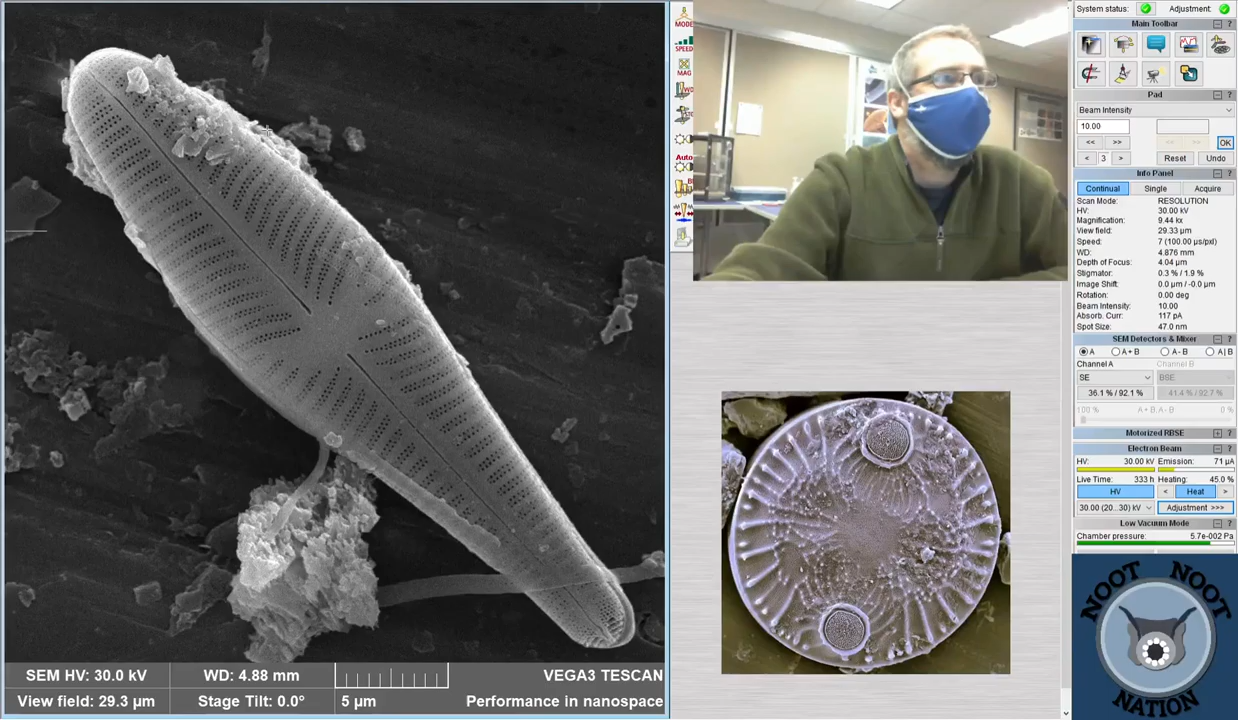 SEM HV: 30.0 kV
WD: 4.88 mm
VEGA3 TESCAN
View field: 29.3 µm
Stage Tilt: 0.0°
5 µm
Performance in nanospace
MODE
SPEED
MAG
WD
Auto
System status:
Adjustment:
Main Toolbar
Pad
Beam Intensity
10.00
<< >>
<< >>
OK
< 3 >
Reset
Undo
Info Panel
Continual
Single
Acquire
Scan Mode: RESOLUTION
HV: 30.00 kV
Magnification: 9.44 kx
View field: 29.33 µm
Speed: 7 (100.00 µs/pxl)
WD: 4.876 mm
Depth of Focus: 4.04 µm
Stigmator: 0.3 % / 1.9 %
Image Shift: 0.0 µm / -0.0 µm
Rotation: 0.00 deg
Beam Intensity: 10.00
Absorb. Curr: 117 pA
Spot Size: 47.0 nm
SEM Detectors & Mixer
A
A + B
A - B
A | B
Channel A
Channel B
SE
BSE
36.1 % / 92.1 %
41.4 % / 92.7 %
100 %
A + B, A - B
0 %
Motorized RBSE
Electron Beam
HV: 30.00 kV
Emission: 71 µA
Live Time: 333 h
Heating: 45.0 %
HV
< Heat >
30.00 (20...30) kV
Adjustment >>>
Low Vacuum Mode
Chamber pressure: 5.7e-002 Pa
NOOT NOOT
NATION